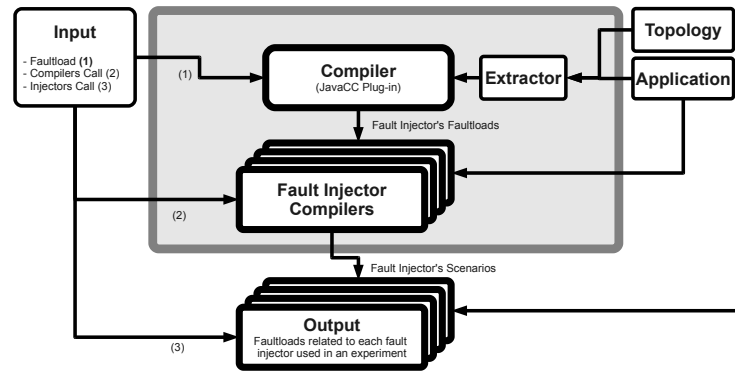 Input
- Faultload (1)
- Compilers Call (2)
- Injectors Call (3)
(1)
Compiler
(JavaCC Plug-in)
Extractor
Topology
Application
Fault Injector's Faultloads
Fault Injector
Compilers
(2)
Fault Injector's Scenarios
Output
Faultloads related to each fault
injector used in an experiment
(3)